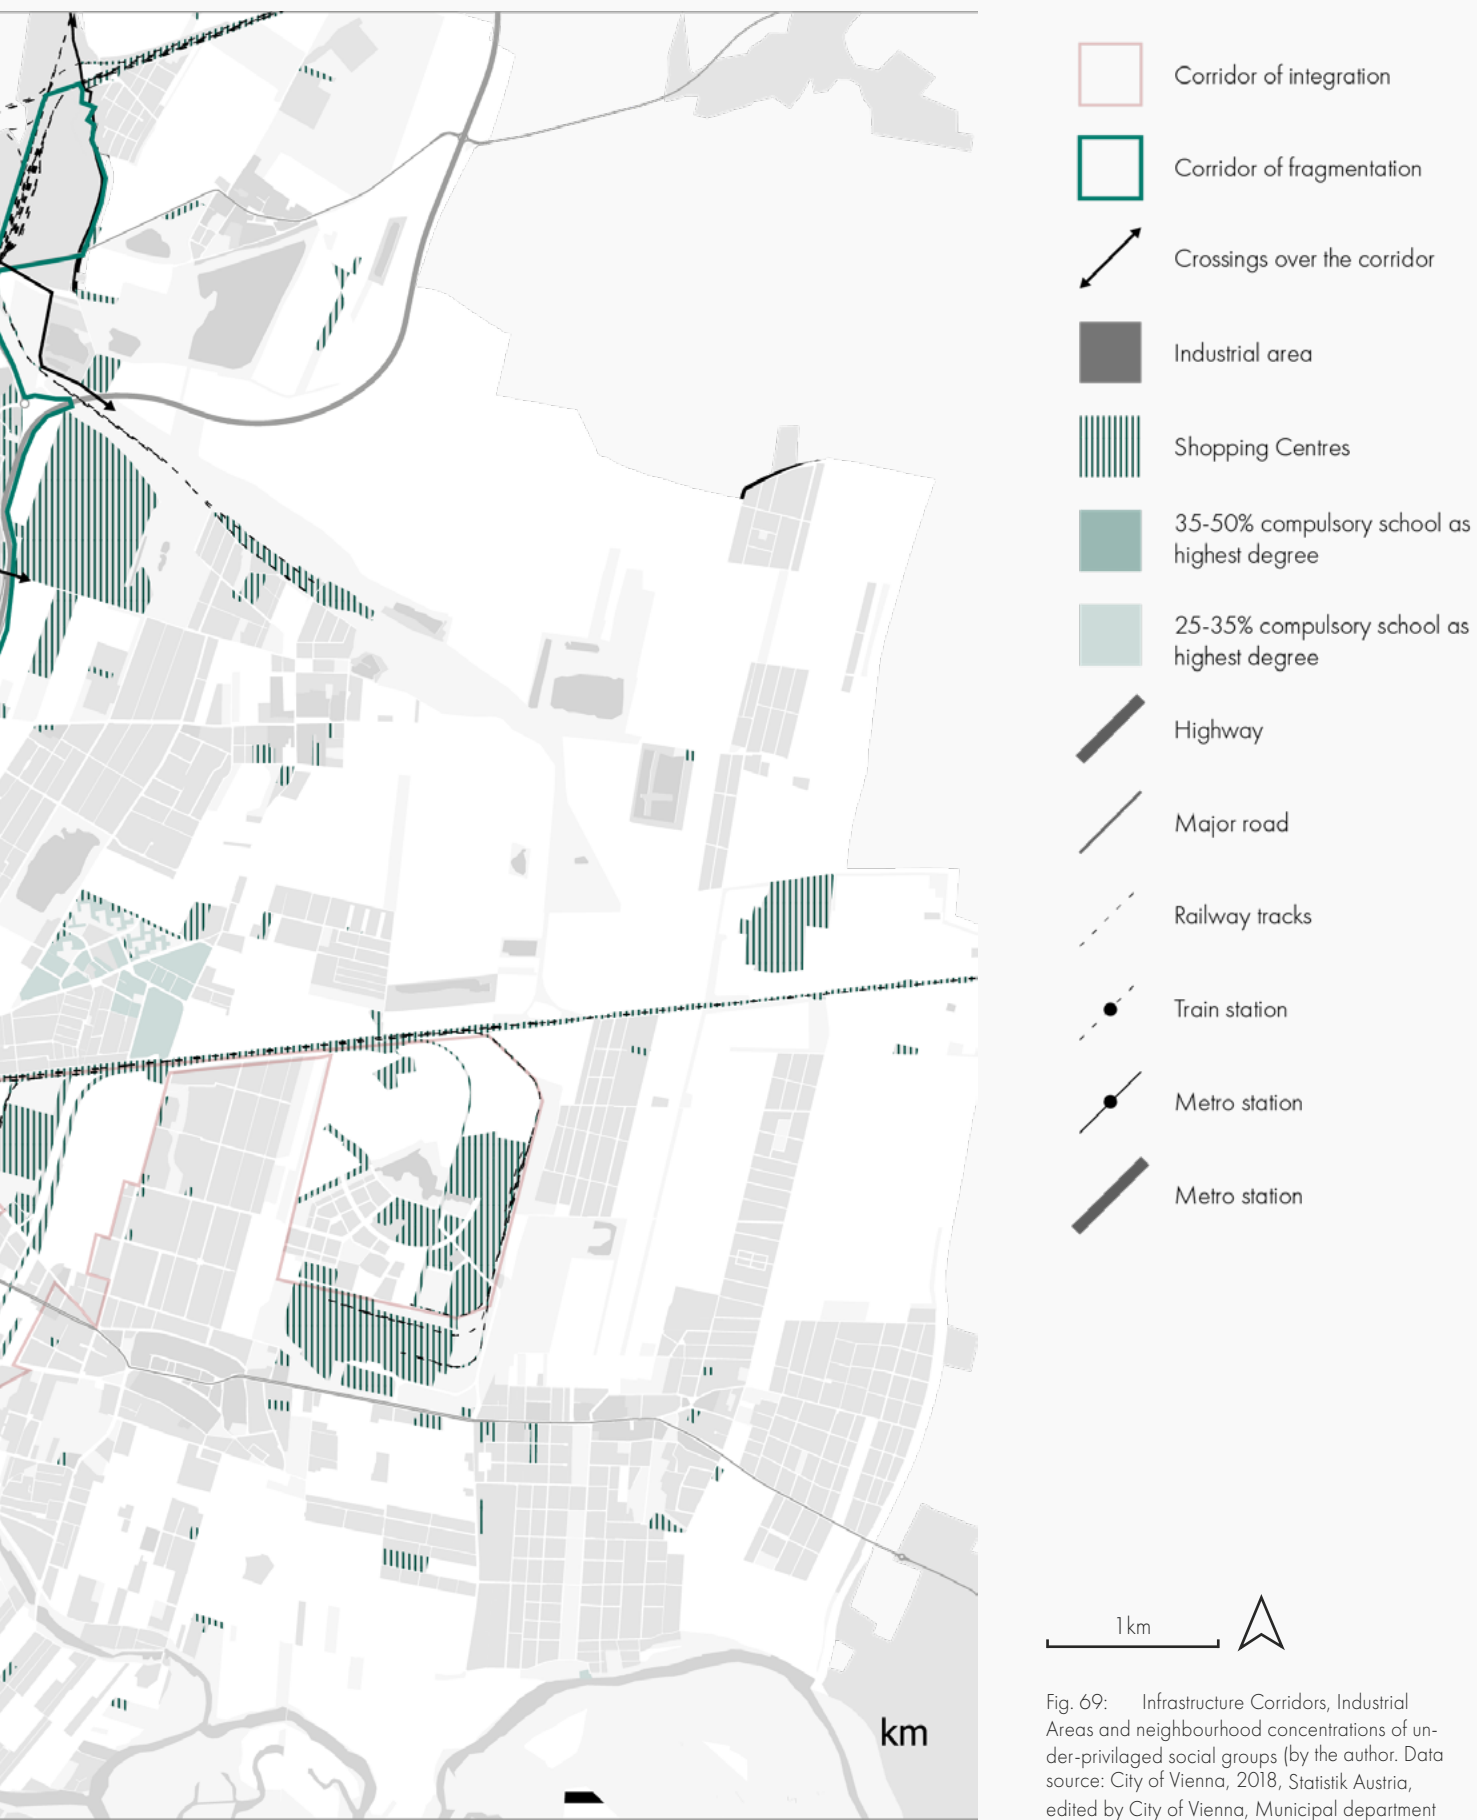 Corridor of integration
Corridor of fragmentation
Crossings over the corridor
Industrial area
Shopping Centres
35-50% compulsory school as
highest degree
25-35% compulsory school as
highest degree
Highway
Major road
Railway tracks
Train station
Metro station
Metro station
1km
km
Fig. 69: Infrastructure Corridors, Industrial
Areas and neighbourhood concentrations of un-
der-privilaged social groups (by the author. Data
source: City of Vienna, 2018, Statistik Austria,
edited by City of Vienna, Municipal department